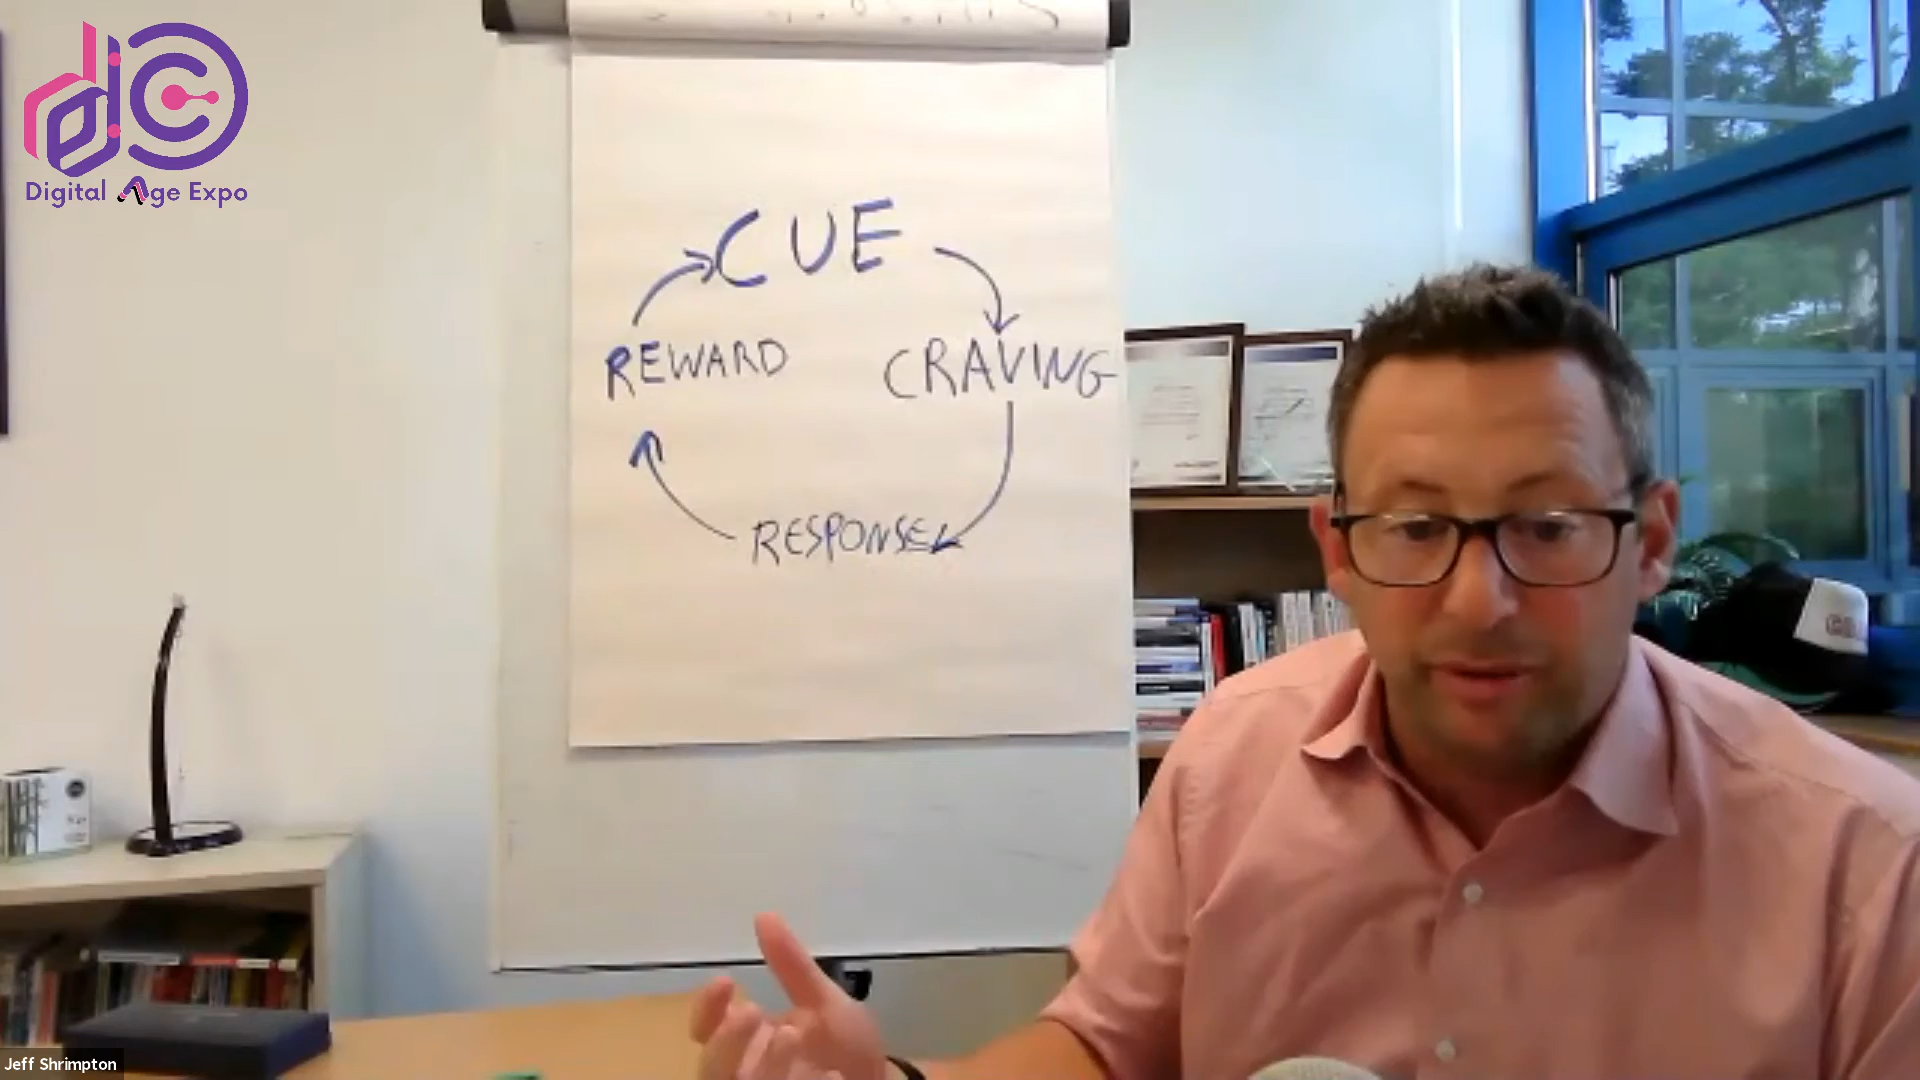 Digital Age Expo
CUE
REWARD
CRAVING
RESPONSE
Jeff Shrimpton